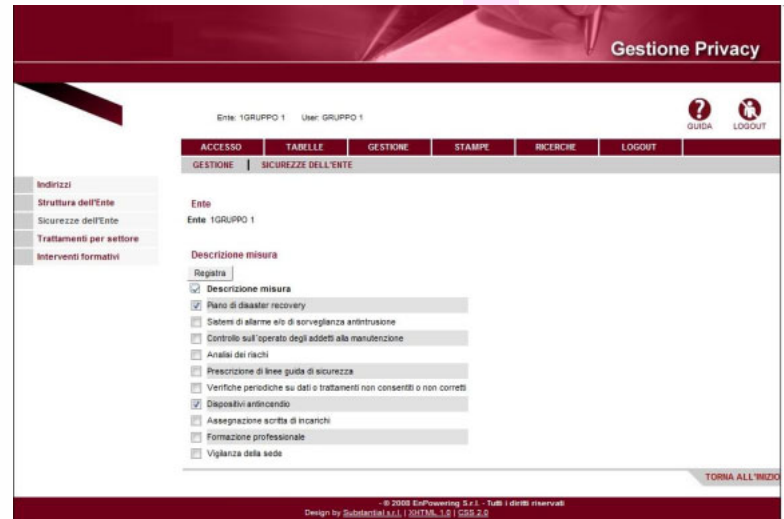 Gestione Privacy
Ente: 1GRUPPO 1 User: GRUPPO 1
GUIDA LOGOUT
ACCESSO TABELLE GESTIONE STAMPE RICERCHE LOGOUT
GESTIONE | SICUREZZE DELL'ENTE
Indirizzi
Struttura dell'Ente
Sicurezze dell'Ente
Trattamenti per settore
Interventi formativi
Ente
Ente 1GRUPPO 1
Descrizione misura
Registra
Descrizione misura
Piano di disaster recovery
Sistemi di allarme e/o di sorveglianza antintrusione
Controllo sull'operato degli addetti alla manutenzione
Analisi dei rischi
Prescrizione di linee guida di sicurezza
Verifiche periodiche su dati o trattamenti non consentiti o non corretti
Dispositivi antincendio
Assegnazione scritta di incarichi
Formazione professionale
Vigilanza della sede
TORNA ALL'INIZIO
- © 2008 EnPowering S.r.l. - Tutti i diritti riservati
Design by Substantial s.r.l. | XHTML 1.0 | CSS 2.0